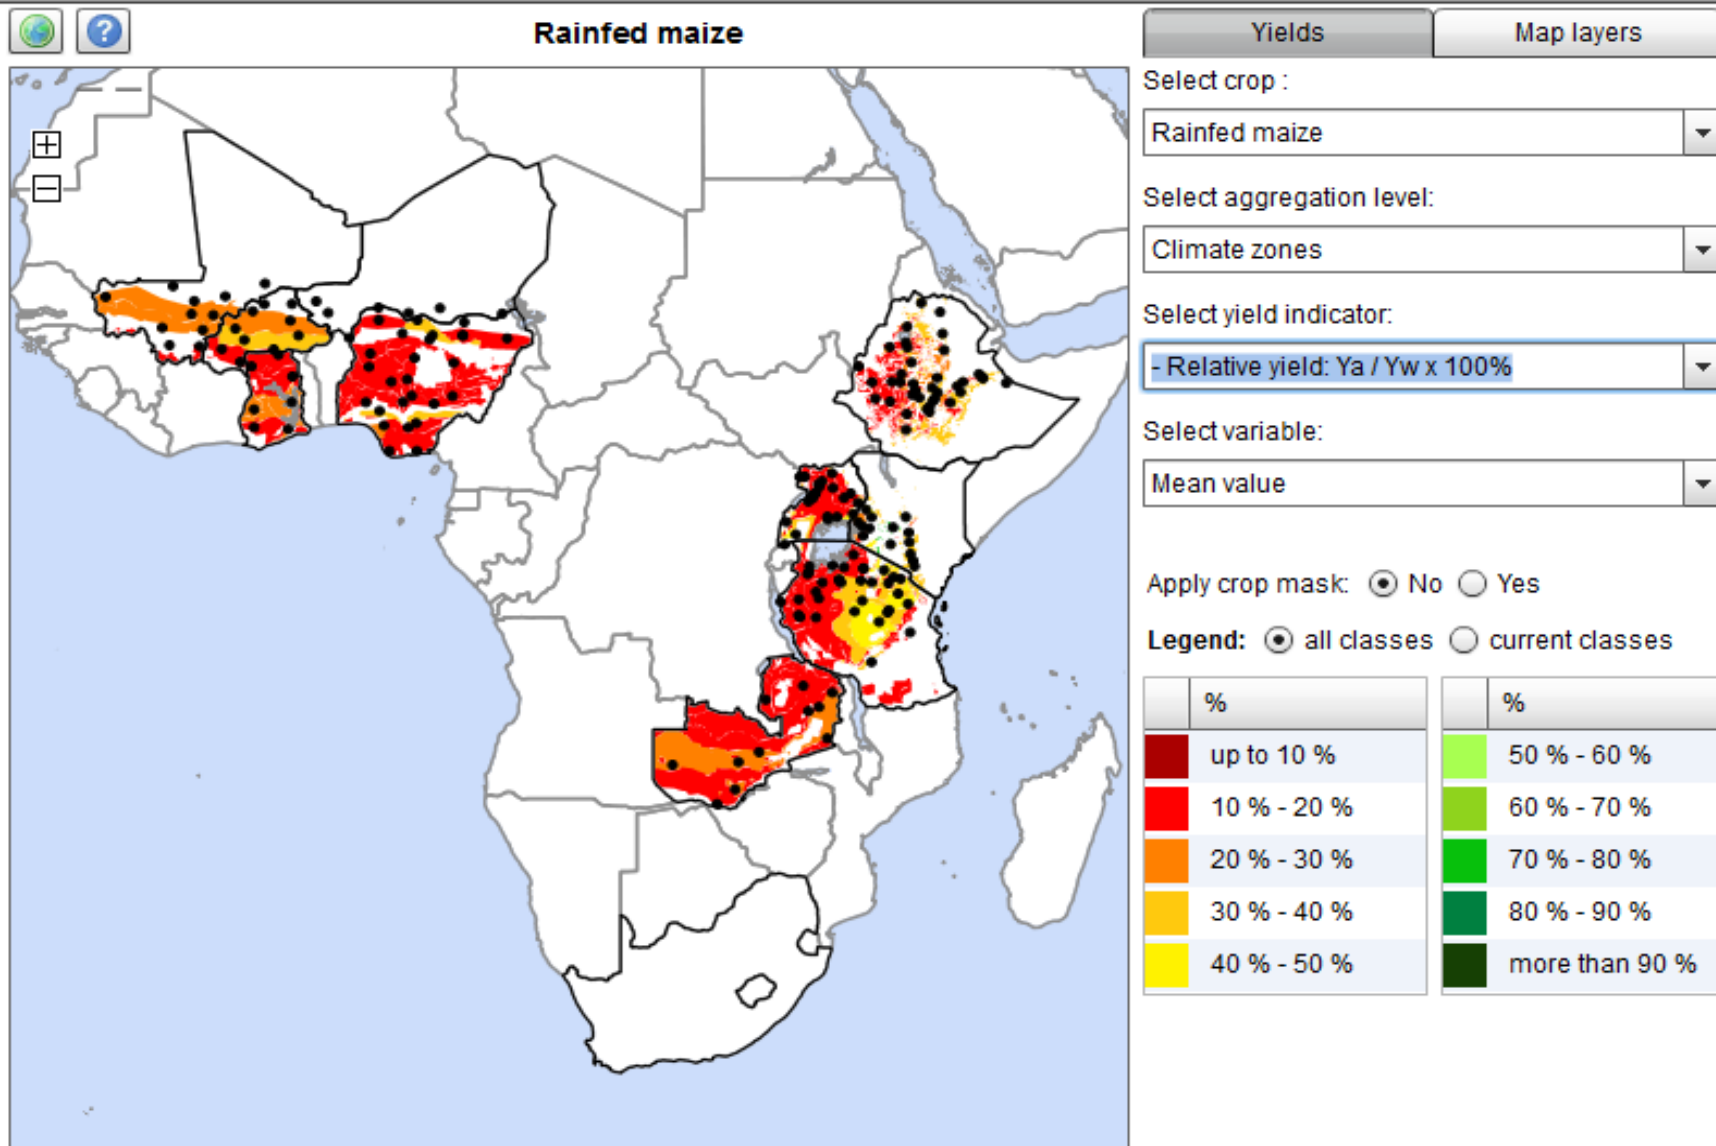 Rainfed maize
Yields
Map layers
Select crop :
Rainfed maize
Select aggregation level:
Climate zones
Select yield indicator:
- Relative yield: Ya / Yw x 100%
Select variable:
Mean value
Apply crop mask: No Yes
Legend: all classes current classes
% %
up to 10 % 50 % - 60 %
10 % - 20 % 60 % - 70 %
20 % - 30 % 70 % - 80 %
30 % - 40 % 80 % - 90 %
40 % - 50 % more than 90 %